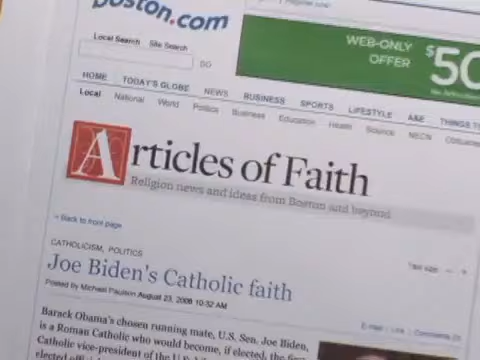 boston.com
Local Search Site Search
GO
WEB-ONLY
OFFER
$50
HOME TODAY'S GLOBE NEWS BUSINESS SPORTS LIFESTYLE A&E THINGS
Local National World Politics Business Education Health Science NECN
Articles of Faith
Religion news and ideas from Boston and beyond
« Back to front page
Text size – +
CATHOLICISM, POLITICS
Joe Biden's Catholic faith
Posted by Michael Paulson August 23, 2008 10:32 AM
E-mail | Link | Comments
Barack Obama's chosen running mate, U.S. Sen. Joe Biden,
is a Roman Catholic who would become, if elected, the first
Catholic vice-president of the
elected